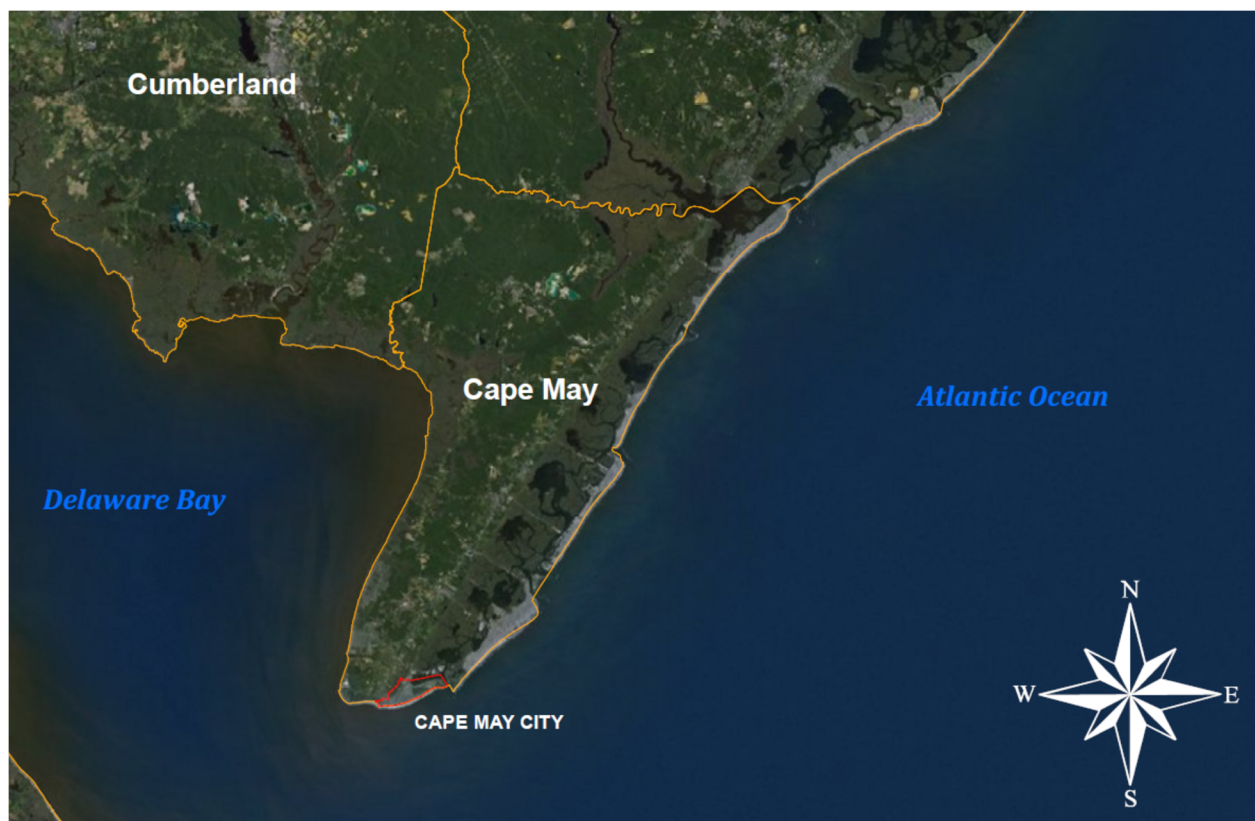 Cumberland
Cape May
Atlantic Ocean
Delaware Bay
N
W
E
S
CAPE MAY CITY